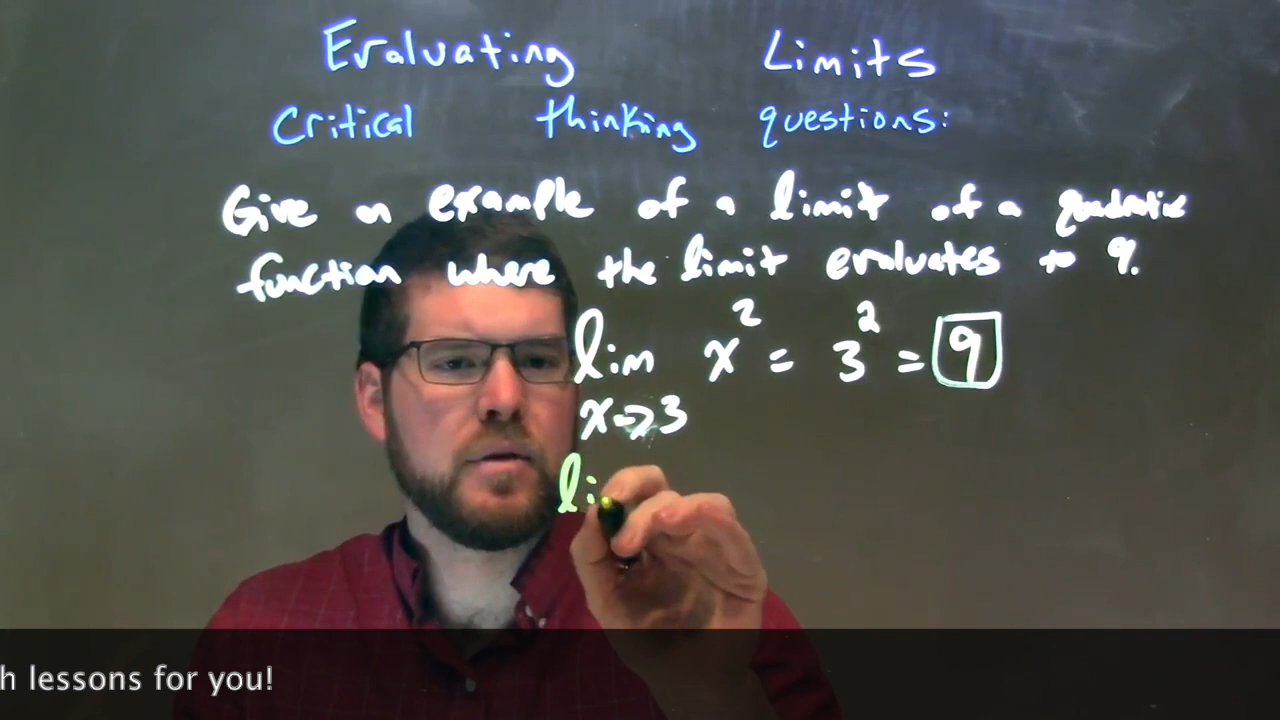 Evaluating Limits
Critical thinking questions:
Give an example of a limit of a quadratic
function where the limit evaluates to 9.
lim x² = 3² = 9
x->3
li
h lessons for you!